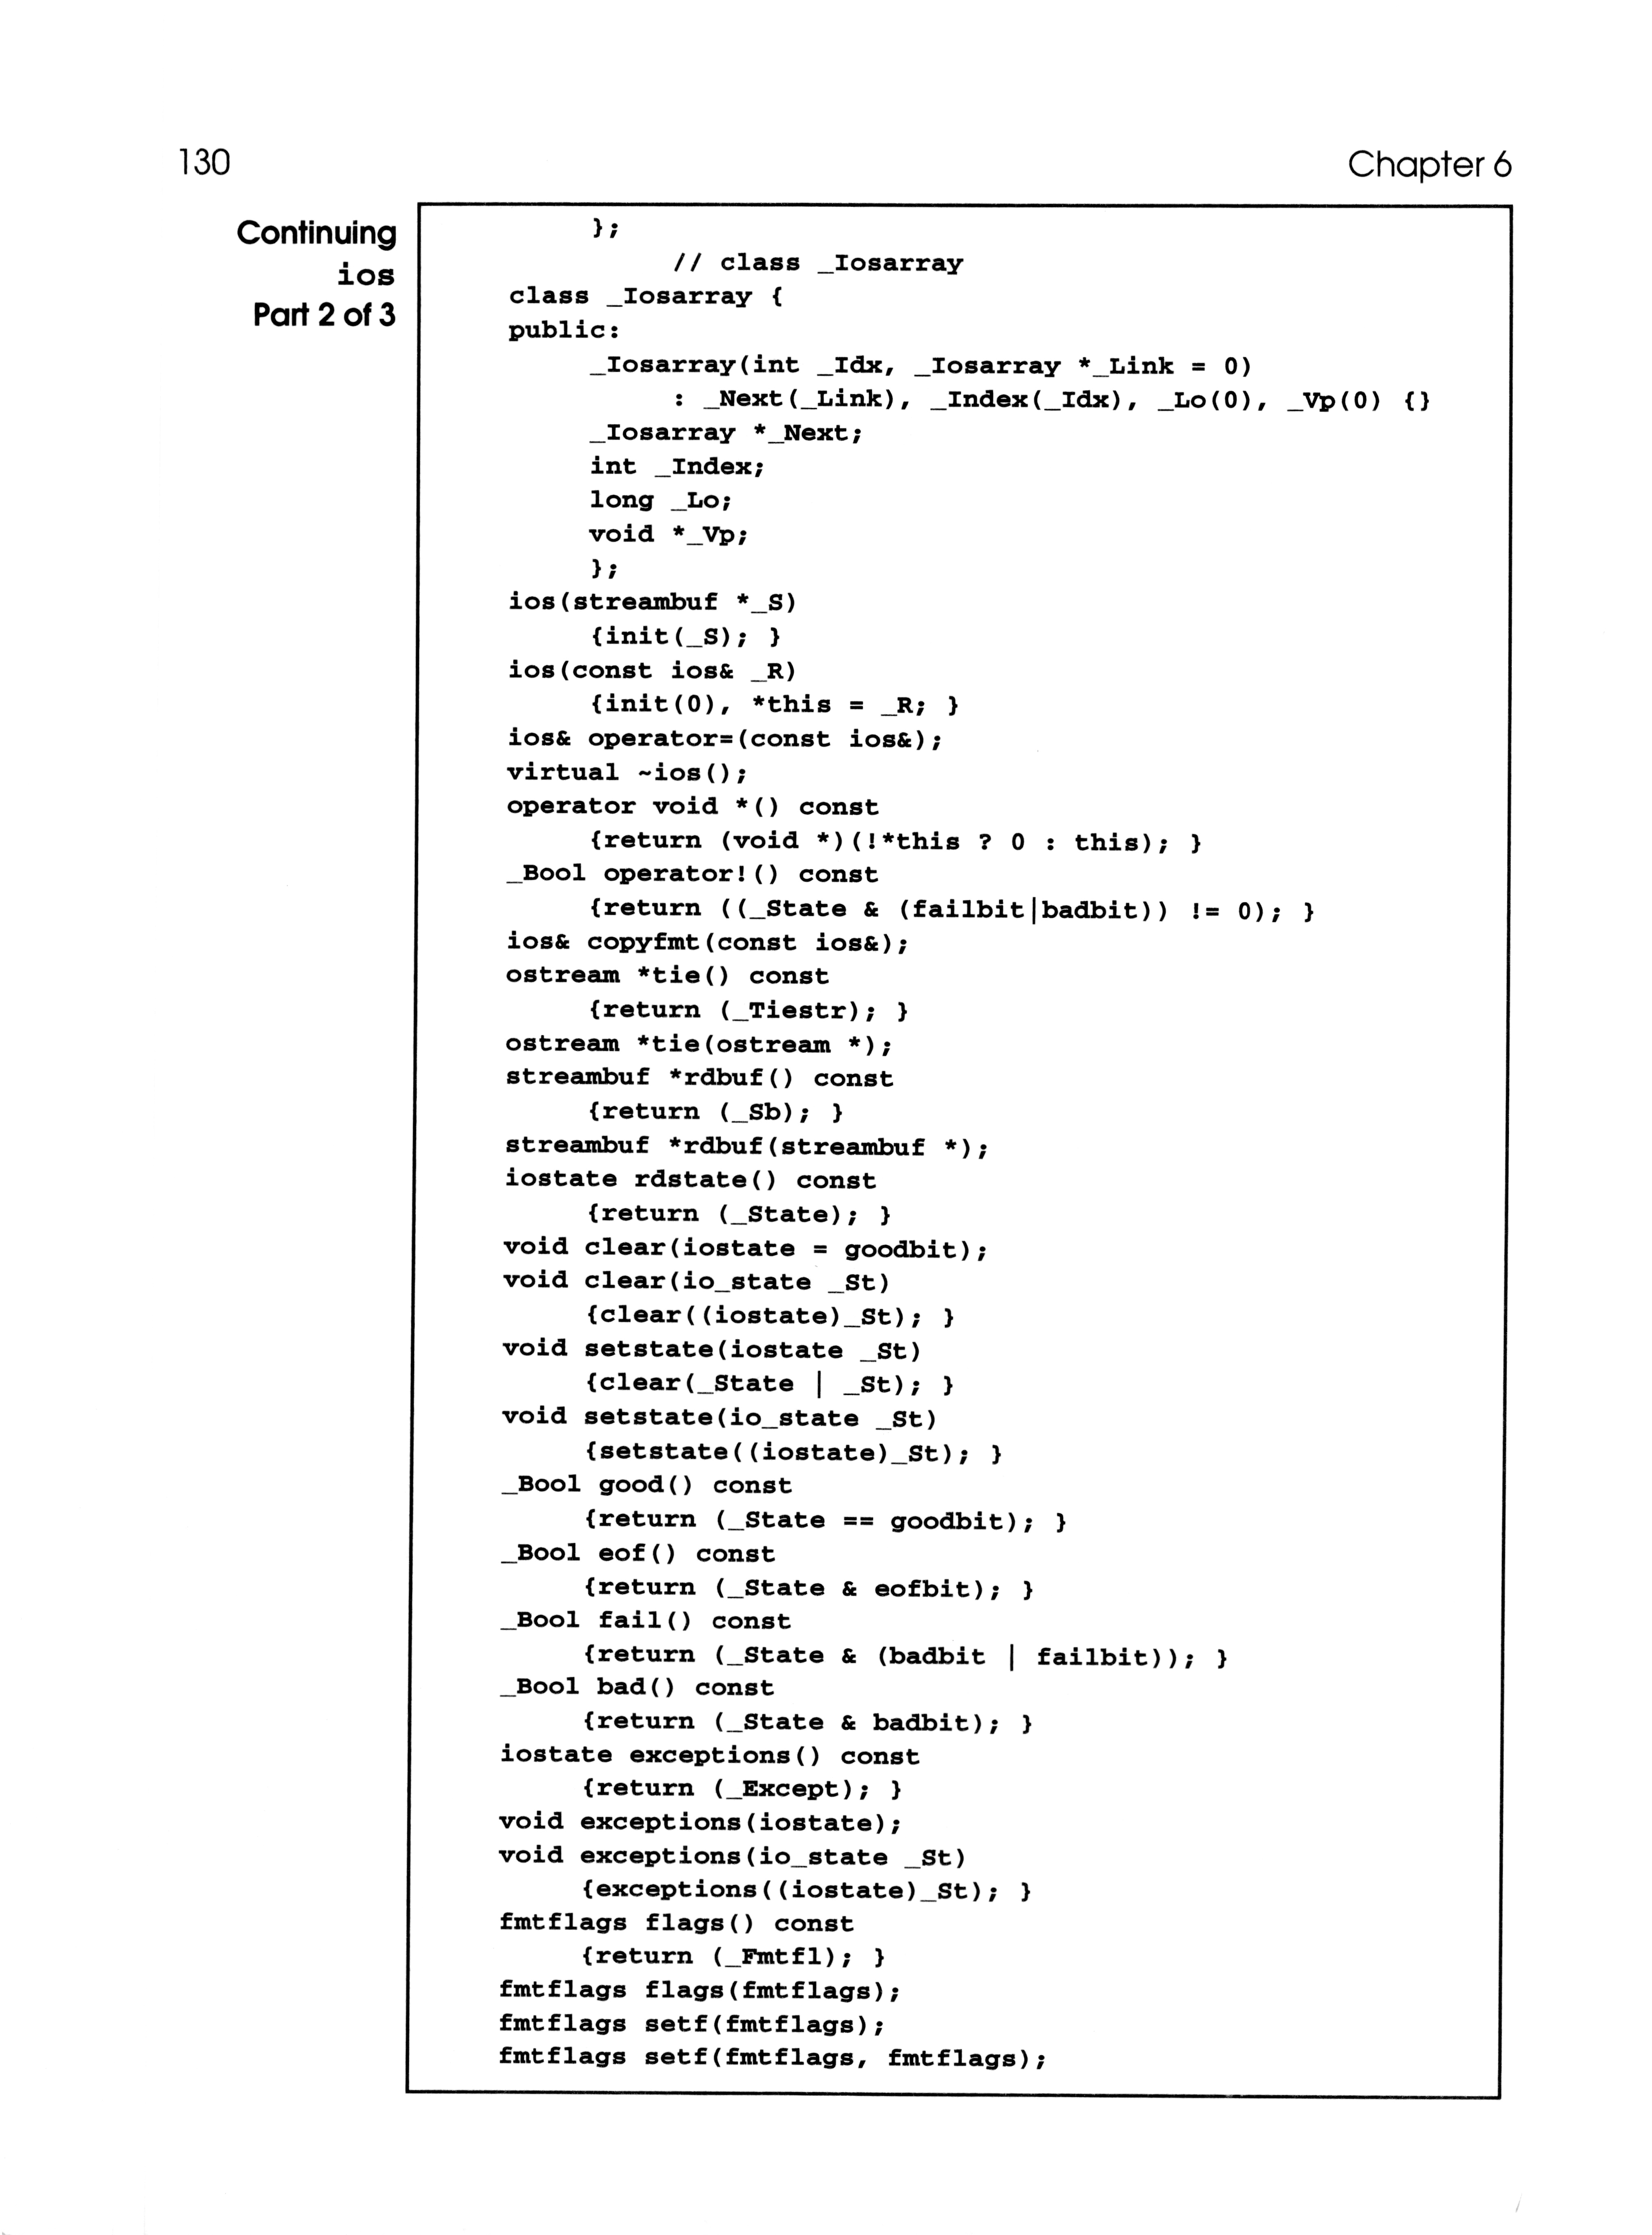 130
Chapter 6
Continuing
ios
Part 2 of 3
};
// class _Iosarray
class _Iosarray {
public:
_Iosarray(int _Idx, _Iosarray *_Link = 0)
: _Next(_Link), _Index(_Idx), _Lo(0), _Vp(0) {}
_Iosarray *_Next;
int _Index;
long _Lo;
void *_Vp;
};
ios(streambuf *_S)
{init(_S); }
ios(const ios& _R)
{init(0), *this = _R; }
ios& operator=(const ios&);
virtual ~ios();
operator void *() const
{return (void *)(!*this ? 0 : this); }
_Bool operator!() const
{return ((_State & (failbit|badbit)) != 0); }
ios& copyfmt(const ios&);
ostream *tie() const
{return (_Tiestr); }
ostream *tie(ostream *);
streambuf *rdbuf() const
{return (_Sb); }
streambuf *rdbuf(streambuf *);
iostate rdstate() const
{return (_State); }
void clear(iostate = goodbit);
void clear(io_state _St)
{clear((iostate)_St); }
void setstate(iostate _St)
{clear(_State | _St); }
void setstate(io_state _St)
{setstate((iostate)_St); }
_Bool good() const
{return (_State == goodbit); }
_Bool eof() const
{return (_State & eofbit); }
_Bool fail() const
{return (_State & (badbit | failbit)); }
_Bool bad() const
{return (_State & badbit); }
iostate exceptions() const
{return (_Except); }
void exceptions(iostate);
void exceptions(io_state _St)
{exceptions((iostate)_St); }
fmtflags flags() const
{return (_Fmtfl); }
fmtflags flags(fmtflags);
fmtflags setf(fmtflags);
fmtflags setf(fmtflags, fmtflags);